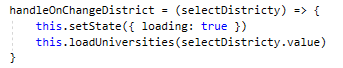 handleOnChangeDistrict = (selectDistricty) => {
    this.setState({ loading: true })
    this.loadUniversities(selectDistricty.value)
}